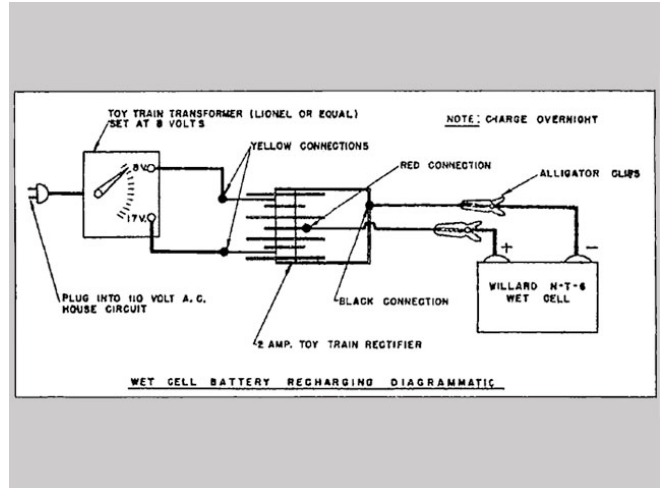 TOY TRAIN TRANSFORMER (LIONEL OR EQUAL)
SET AT 8 VOLTS
NOTE: CHARGE OVERNIGHT
YELLOW CONNECTIONS
RED CONNECTION
ALLIGATOR CLIPS
8V.
17V.
+
−
WILLARD N-T-6
WET CELL
PLUG INTO 110 VOLT A.C.
HOUSE CIRCUIT
BLACK CONNECTION
2 AMP. TOY TRAIN RECTIFIER
WET CELL BATTERY RECHARGING DIAGRAMMATIC